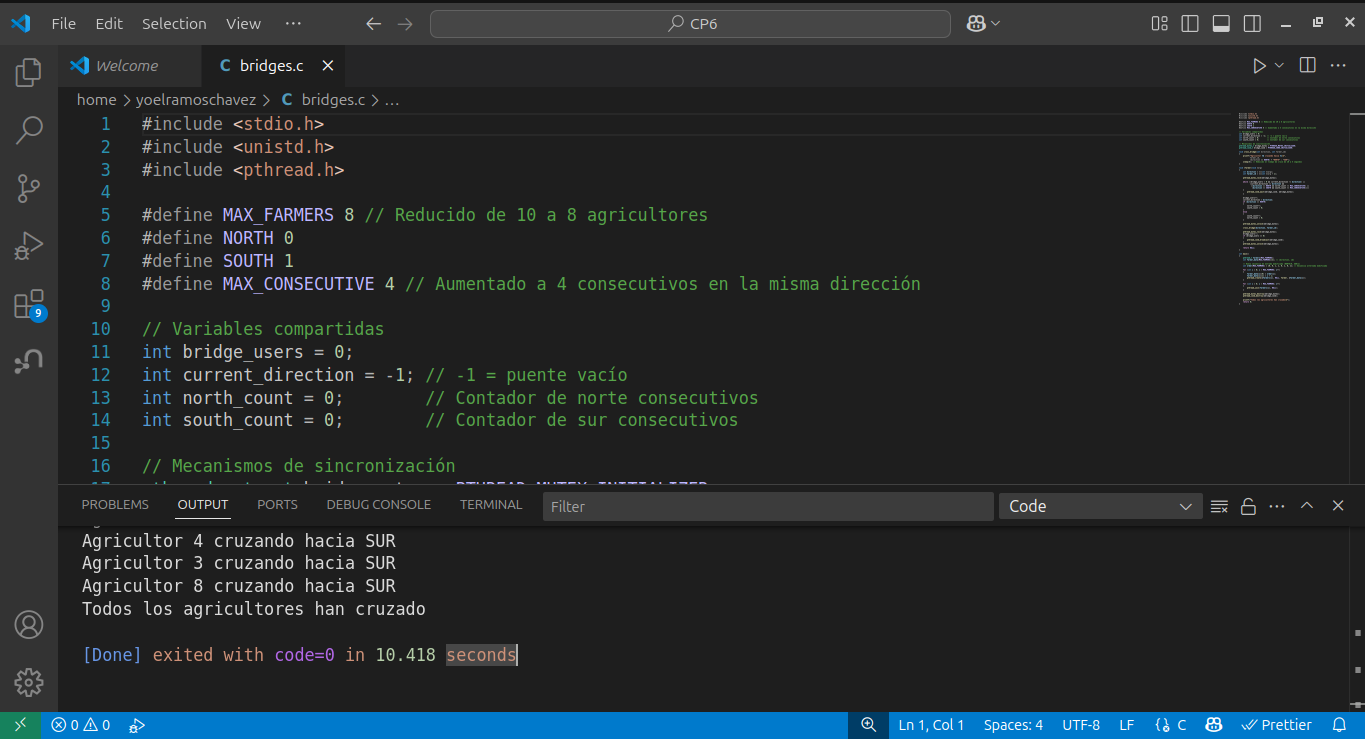 File Edit Selection View ··· CP6
Welcome bridges.c
home > yoelramoschavez > C bridges.c > ...
1 #include <stdio.h>
2 #include <unistd.h>
3 #include <pthread.h>
4
5 #define MAX_FARMERS 8 // Reducido de 10 a 8 agricultores
6 #define NORTH 0
7 #define SOUTH 1
8 #define MAX_CONSECUTIVE 4 // Aumentado a 4 consecutivos en la misma dirección
9
10 // Variables compartidas
11 int bridge_users = 0;
12 int current_direction = -1; // -1 = puente vacío
13 int north_count = 0; // Contador de norte consecutivos
14 int south_count = 0; // Contador de sur consecutivos
15
16 // Mecanismos de sincronización
9
PROBLEMS OUTPUT PORTS DEBUG CONSOLE TERMINAL Filter Code
Agricultor 4 cruzando hacia SUR
Agricultor 3 cruzando hacia SUR
Agricultor 8 cruzando hacia SUR
Todos los agricultores han cruzado
[Done] exited with code=0 in 10.418 seconds
0 0 Ln 1, Col 1 Spaces: 4 UTF-8 LF C Prettier